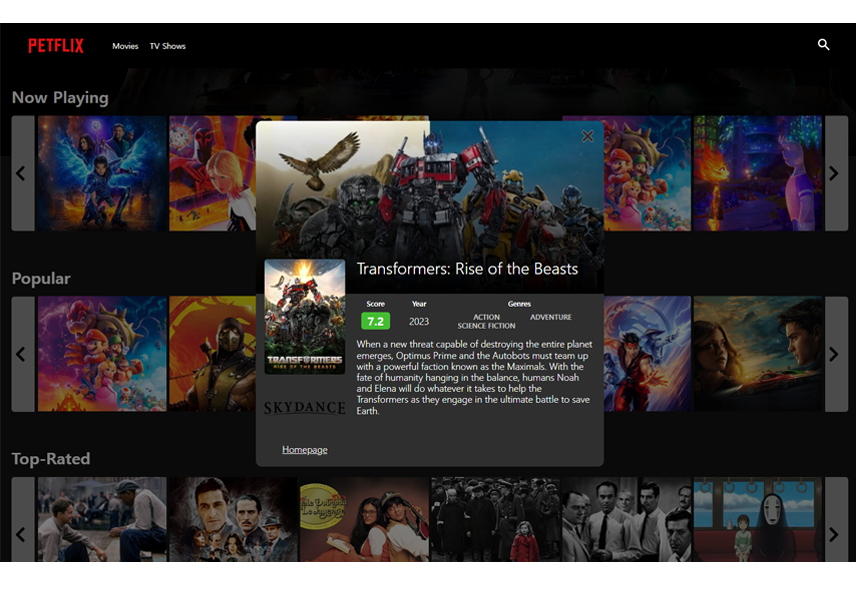 PETFLIX
Movies TV Shows
Now Playing
Transformers: Rise of the Beasts
Score Year Genres
7.2 2023 ACTION ADVENTURE
SCIENCE FICTION
When a new threat capable of destroying the entire planet
emerges, Optimus Prime and the Autobots must team up
with a powerful faction known as the Maximals. With the
fate of humanity hanging in the balance, humans Noah
and Elena will do whatever it takes to help the
Transformers as they engage in the ultimate battle to save
Earth.
TRANSFORMERS
RISE OF THE BEASTS
SKYDANCE
Homepage
Popular
Top-Rated